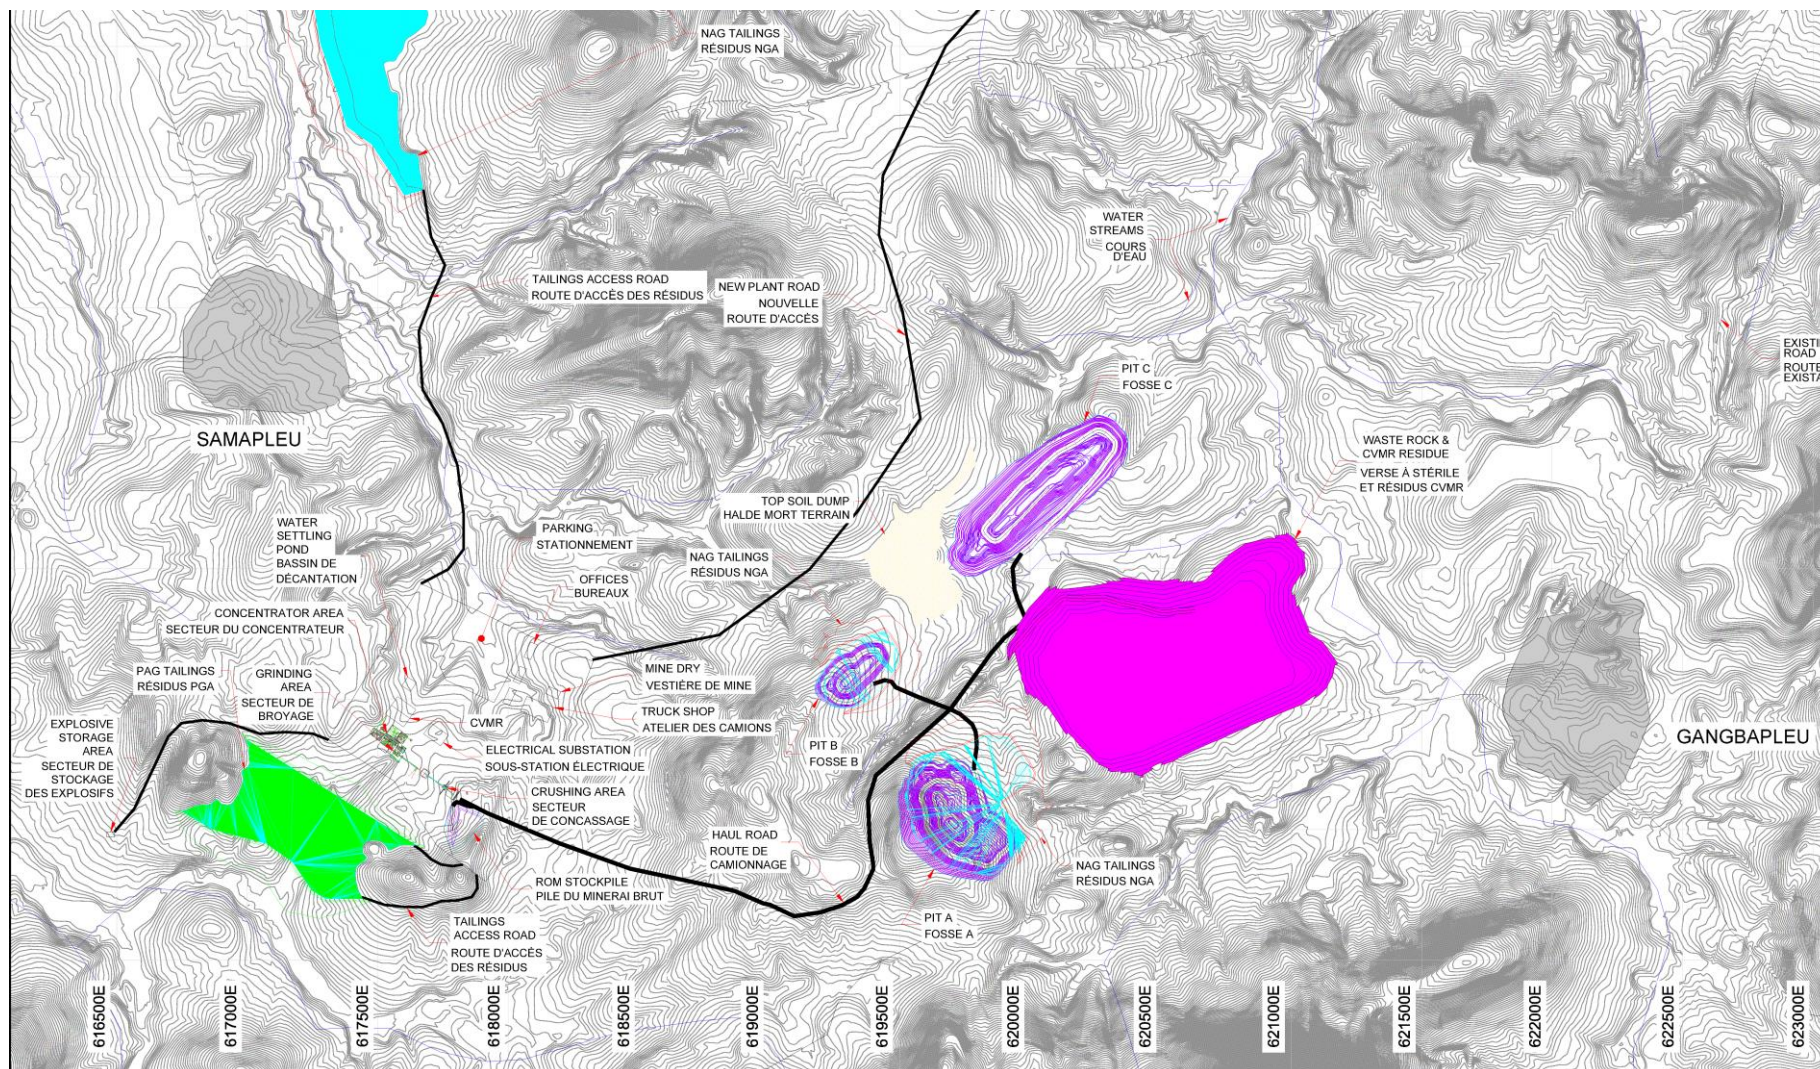 NAG TAILINGS
RÉSIDUS NGA
WATER
STREAMS
COURS
D'EAU
TAILINGS ACCESS ROAD
ROUTE D'ACCÈS DES RÉSIDUS
NEW PLANT ROAD
NOUVELLE
ROUTE D'ACCÈS
EXISTI
ROAD
ROUTE
EXISTA
PIT C
FOSSE C
SAMAPLEU
WASTE ROCK &
CVMR RESIDUE
VERSE À STÉRILE
ET RÉSIDUS CVMR
TOP SOIL DUMP
HALDE MORT TERRAIN
WATER
SETTLING
POND
BASSIN DE
DÉCANTATION
PARKING
STATIONNEMENT
NAG TAILINGS
RÉSIDUS NGA
OFFICES
BUREAUX
CONCENTRATOR AREA
SECTEUR DU CONCENTRATEUR
PAG TAILINGS
RÉSIDUS PGA
GRINDING
AREA
SECTEUR DE
BROYAGE
MINE DRY
VESTIÈRE DE MINE
TRUCK SHOP
ATELIER DES CAMIONS
EXPLOSIVE
STORAGE
AREA
SECTEUR DE
STOCKAGE
DES EXPLOSIFS
CVMR
ELECTRICAL SUBSTATION
SOUS-STATION ÉLECTRIQUE
PIT B
FOSSE B
GANGBAPLEU
CRUSHING AREA
SECTEUR
DE CONCASSAGE
HAUL ROAD
ROUTE DE
CAMIONNAGE
NAG TAILINGS
RÉSIDUS NGA
ROM STOCKPILE
PILE DU MINERAI BRUT
PIT A
FOSSE A
TAILINGS
ACCESS ROAD
ROUTE D'ACCÈS
DES RÉSIDUS
616500E
617000E
617500E
618000E
618500E
619000E
619500E
620000E
620500E
621000E
621500E
622000E
622500E
623000E